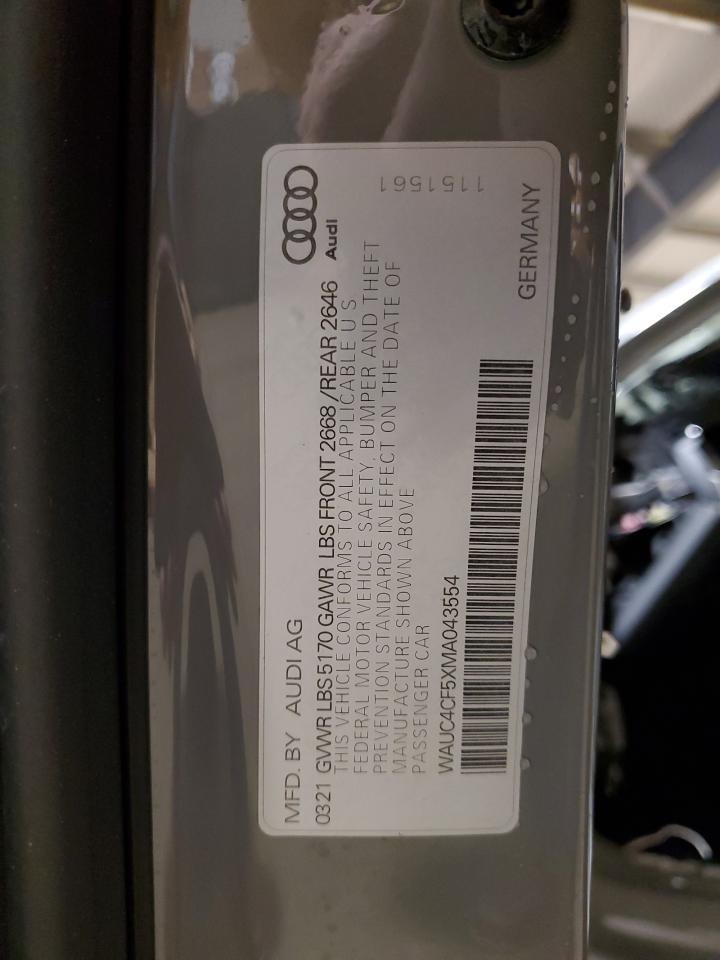 MFD. BY AUDI AG
0321 GVWR LBS 5170 GAWR LBS FRONT 2668 / REAR 2646
THIS VEHICLE CONFORMS TO ALL APPLICABLE U S
FEDERAL MOTOR VEHICLE SAFETY, BUMPER AND THEFT
PREVENTION STANDARDS IN EFFECT ON THE DATE OF
MANUFACTURE SHOWN ABOVE
PASSENGER CAR
WAUC4CF5XMA043554
Audi
1151561
GERMANY